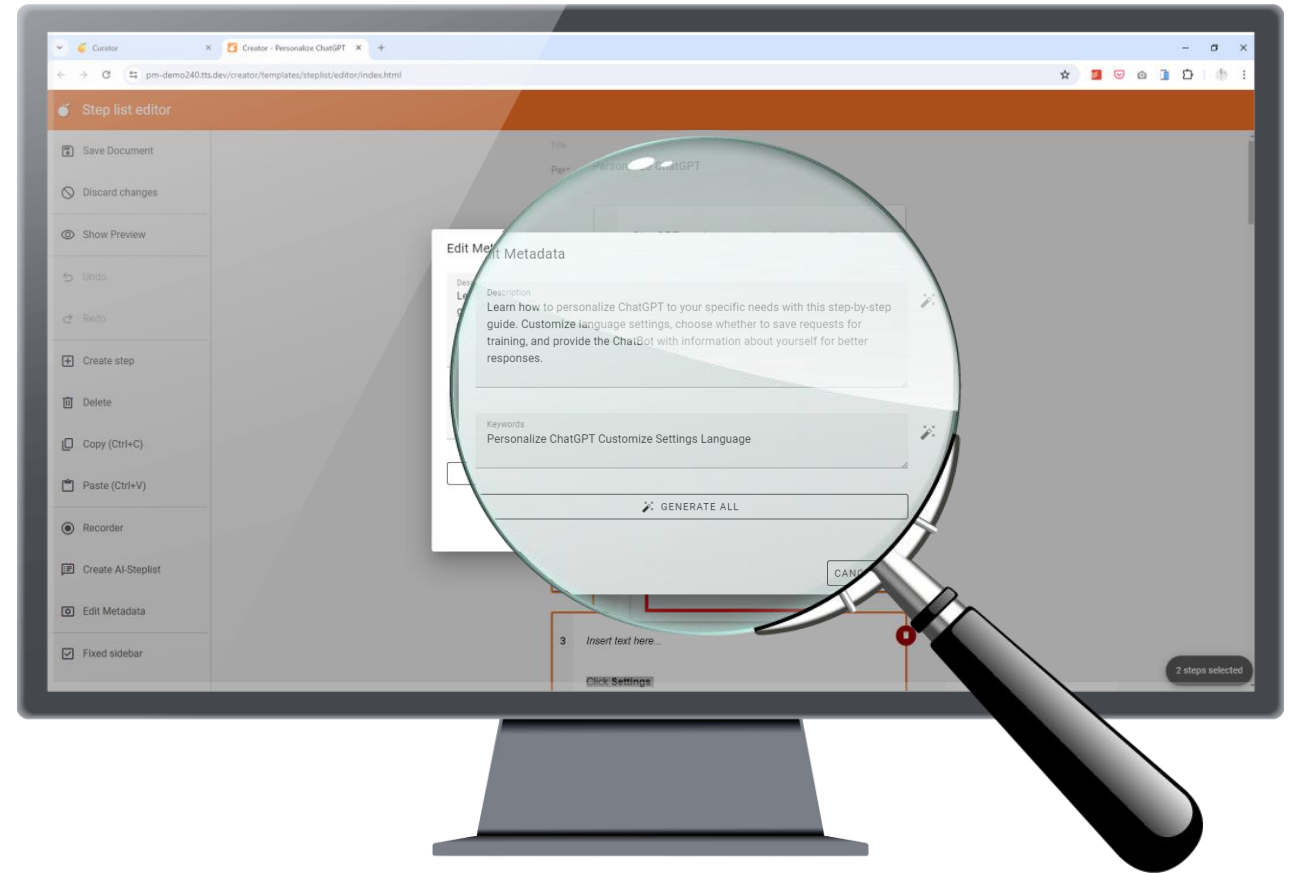 Curator
Creator - Personalize ChatGPT
pm-demo240.tts.dev/creator/templates/steplist/editor/index.html
Step list editor
Save Document
Discard changes
Show Preview
Undo
Redo
Create step
Delete
Copy (Ctrl+C)
Paste (Ctrl+V)
Recorder
Create AI-Steplist
Edit Metadata
Fixed sidebar
Title
ChatGPT
Edit
Metadata
Description
Learn how to personalize ChatGPT to your specific needs with this step-by-step
guide. Customize language settings, choose whether to save requests for
training, and provide the ChatBot with information about yourself for better
responses.
Keywords
Personalize ChatGPT Customize Settings Language
GENERATE ALL
3 Insert text here...
Click Settings
2 steps selected